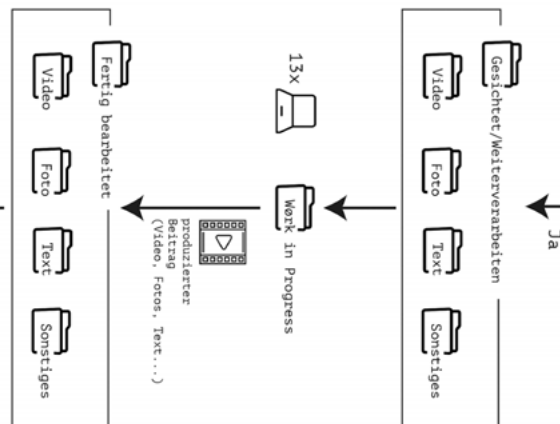 Ja
Gesichtet/Weiterverarbeiten
Video
Foto
Text
Sonstiges
13x
Work in Progress
produzierter
Beitrag
(Video, Fotos, Text...)
Fertig bearbeitet
Video
Foto
Text
Sonstiges